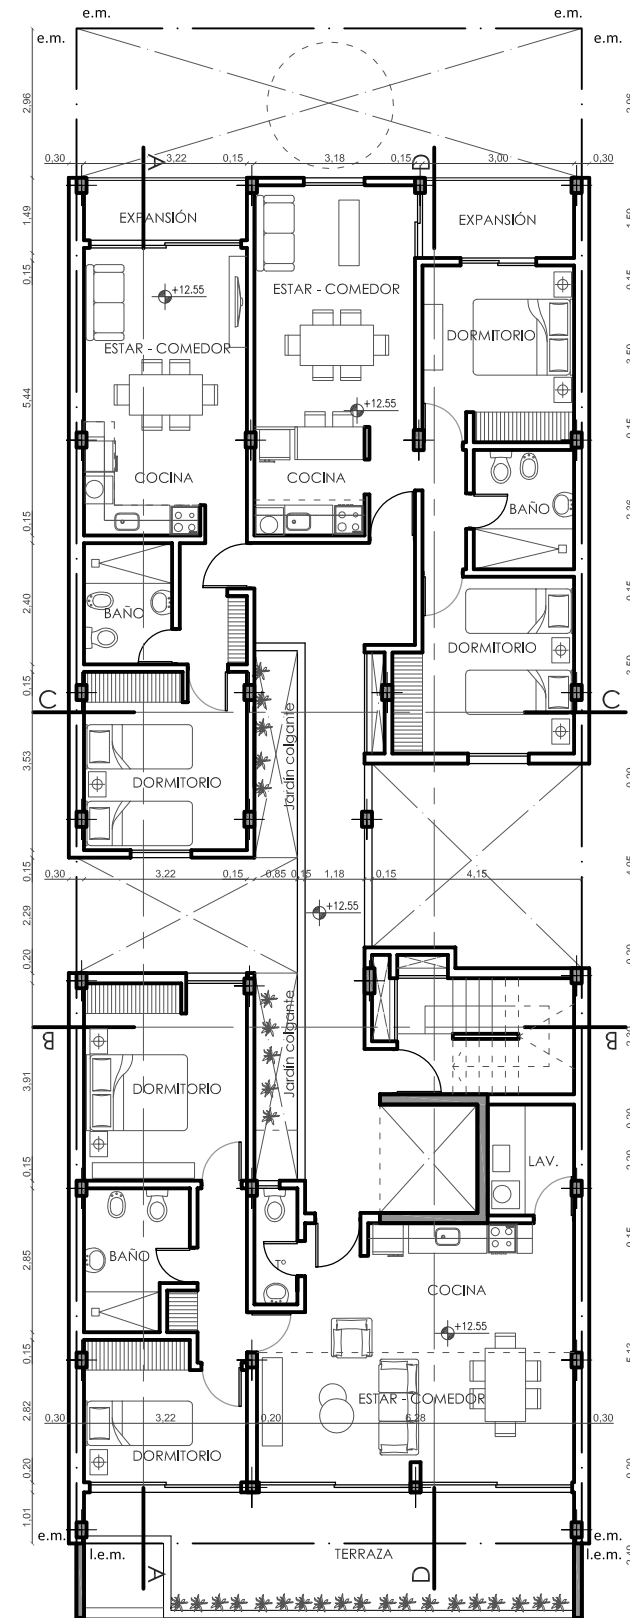 e.m.
e.m.
e.m.
e.m.
2,96
0,30
3,22
0,15
3,18
0,15
3,00
0,30
A
D
1,49
EXPANSIÓN
EXPANSIÓN
0,15
ESTAR - COMEDOR
+12.55
DORMITORIO
ESTAR - COMEDOR
5,44
+12.55
COCINA
COCINA
BAÑO
0,15
2,40
BAÑO
DORMITORIO
0,15
C
C
Jardín colgante
3,53
DORMITORIO
0,15
0,30
3,22
0,15
0,85
0,15
1,18
0,15
4,15
2,29
+12.55
0,20
Jardín colgante
B
B
3,91
DORMITORIO
0,15
LAV.
2,85
BAÑO
Tº
COCINA
+12.55
0,15
2,82
ESTAR - COMEDOR
0,30
3,22
0,20
6,28
0,30
DORMITORIO
0,20
1,01
e.m.
e.m.
l.e.m.
l.e.m.
TERRAZA
A
D